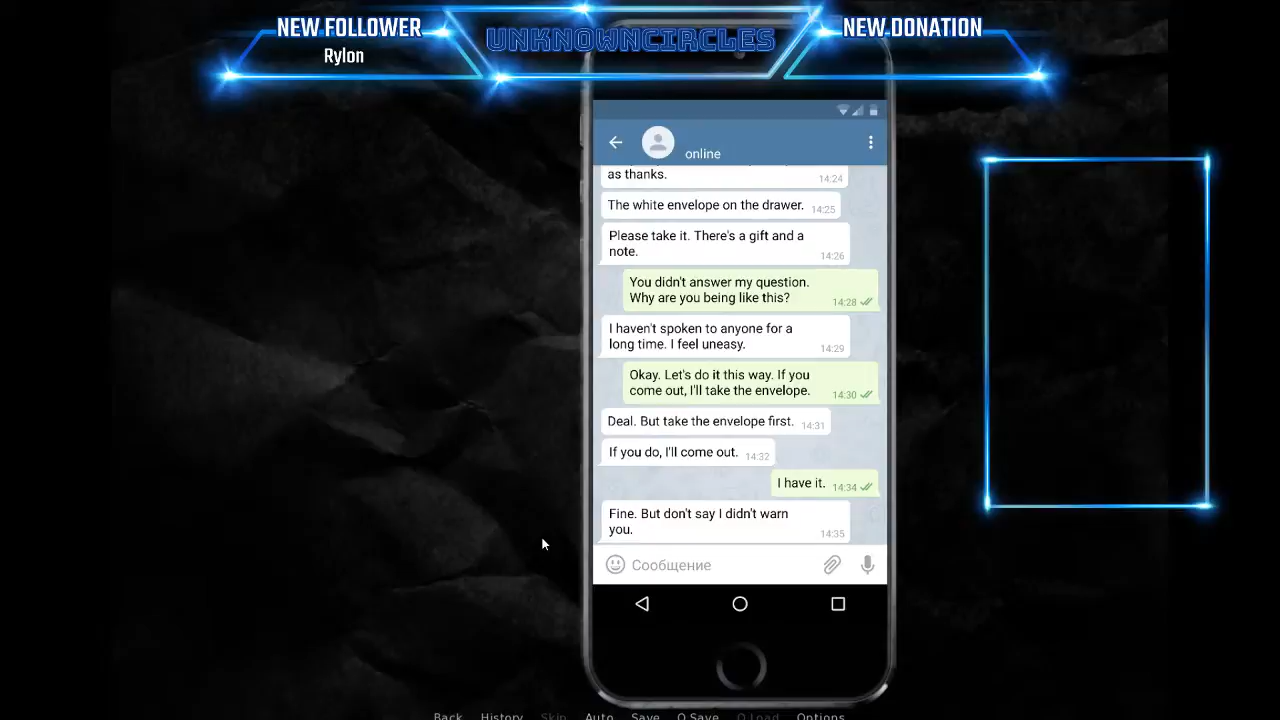 NEW FOLLOWER
Rylon
UNKNOWNCIRCLES
NEW DONATION
online
as thanks. 14:24
The white envelope on the drawer. 14:25
Please take it. There's a gift and a
note. 14:26
You didn't answer my question.
Why are you being like this? 14:28
I haven't spoken to anyone for a
long time. I feel uneasy. 14:29
Okay. Let's do it this way. If you
come out, I'll take the envelope. 14:30
Deal. But take the envelope first. 14:31
If you do, I'll come out. 14:32
I have it. 14:34
Fine. But don't say I didn't warn
you. 14:35
Сообщение
Back History Skip Auto Save Q.Save Q.Load Options